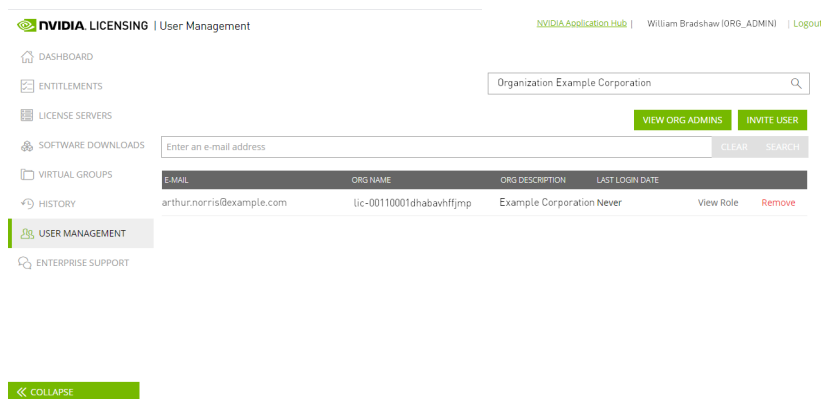 NVIDIA. LICENSING | User Management
NVIDIA Application Hub | William Bradshaw (ORG_ADMIN) | Logout
DASHBOARD
ENTITLEMENTS
LICENSE SERVERS
SOFTWARE DOWNLOADS
VIRTUAL GROUPS
HISTORY
USER MANAGEMENT
ENTERPRISE SUPPORT
COLLAPSE
Organization Example Corporation
VIEW ORG ADMINS INVITE USER
Enter an e-mail address CLEAR SEARCH
E-MAIL ORG NAME ORG DESCRIPTION LAST LOGIN DATE
arthur.norris@example.com lic-00110001dhabavhffjmp Example Corporation Never View Role Remove